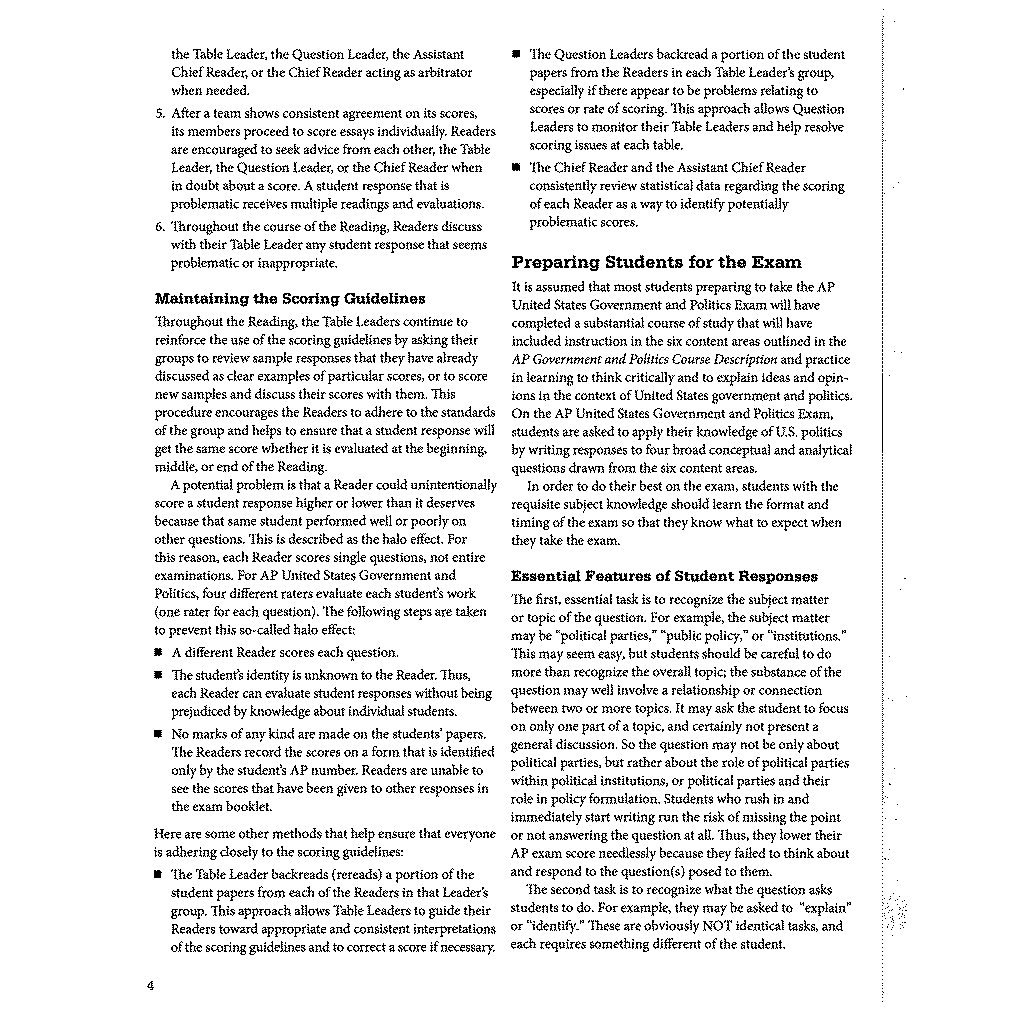 the Table Leader, the Question Leader, the Assistant
Chief Reader, or the Chief Reader acting as arbitrator
when needed.
5. After a team shows consistent agreement on its scores,
its members proceed to score essays individually. Readers
are encouraged to seek advice from each other, the Table
Leader, the Question Leader, or the Chief Reader when
in doubt about a score. A student response that is
problematic receives multiple readings and evaluations.
6. Throughout the course of the Reading, Readers discuss
with their Table Leader any student response that seems
problematic or inappropriate.
Maintaining the Scoring Guidelines
Throughout the Reading, the Table Leaders continue to
reinforce the use of the scoring guidelines by asking their
groups to review sample responses that they have already
discussed as clear examples of particular scores, or to score
new samples and discuss their scores with them. This
procedure encourages the Readers to adhere to the standards
of the group and helps to ensure that a student response will
get the same score whether it is evaluated at the beginning,
middle, or end of the Reading.
A potential problem is that a Reader could unintentionally
score a student response higher or lower than it deserves
because that same student performed well or poorly on
other questions. This is described as the halo effect. For
this reason, each Reader scores single questions, not entire
examinations. For AP United States Government and
Politics, four different raters evaluate each student's work
(one rater for each question). The following steps are taken
to prevent this so-called halo effect:
■ A different Reader scores each question.
■ The student's identity is unknown to the Reader. Thus,
each Reader can evaluate student responses without being
prejudiced by knowledge about individual students.
■ No marks of any kind are made on the students' papers.
The Readers record the scores on a form that is identified
only by the student's AP number. Readers are unable to
see the scores that have been given to other responses in
the exam booklet.
Here are some other methods that help ensure that everyone
is adhering closely to the scoring guidelines:
■ The Table Leader backreads (rereads) a portion of the
student papers from each of the Readers in that Leader's
group. This approach allows Table Leaders to guide their
Readers toward appropriate and consistent interpretations
of the scoring guidelines and to correct a score if necessary.
■ The Question Leaders backread a portion of the student
papers from the Readers in each Table Leader's group,
especially if there appear to be problems relating to
scores or rate of scoring. This approach allows Question
Leaders to monitor their Table Leaders and help resolve
scoring issues at each table.
■ The Chief Reader and the Assistant Chief Reader
consistently review statistical data regarding the scoring
of each Reader as a way to identify potentially
problematic scores.
Preparing Students for the Exam
It is assumed that most students preparing to take the AP
United States Government and Politics Exam will have
completed a substantial course of study that will have
included instruction in the six content areas outlined in the
AP Government and Politics Course Description and practice
in learning to think critically and to explain ideas and opin-
ions in the context of United States government and politics.
On the AP United States Government and Politics Exam,
students are asked to apply their knowledge of U.S. politics
by writing responses to four broad conceptual and analytical
questions drawn from the six content areas.
In order to do their best on the exam, students with the
requisite subject knowledge should learn the format and
timing of the exam so that they know what to expect when
they take the exam.
Essential Features of Student Responses
The first, essential task is to recognize the subject matter
or topic of the question. For example, the subject matter
may be "political parties," "public policy," or "institutions."
This may seem easy, but students should be careful to do
more than recognize the overall topic; the substance of the
question may well involve a relationship or connection
between two or more topics. It may ask the student to focus
on only one part of a topic, and certainly not present a
general discussion. So the question may not be only about
political parties, but rather about the role of political parties
within political institutions, or political parties and their
role in policy formulation. Students who rush in and
immediately start writing run the risk of missing the point
or not answering the question at all. Thus, they lower their
AP exam score needlessly because they failed to think about
and respond to the question(s) posed to them.
The second task is to recognize what the question asks
students to do. For example, they may be asked to "explain"
or "identify." These are obviously NOT identical tasks, and
each requires something different of the student.
4